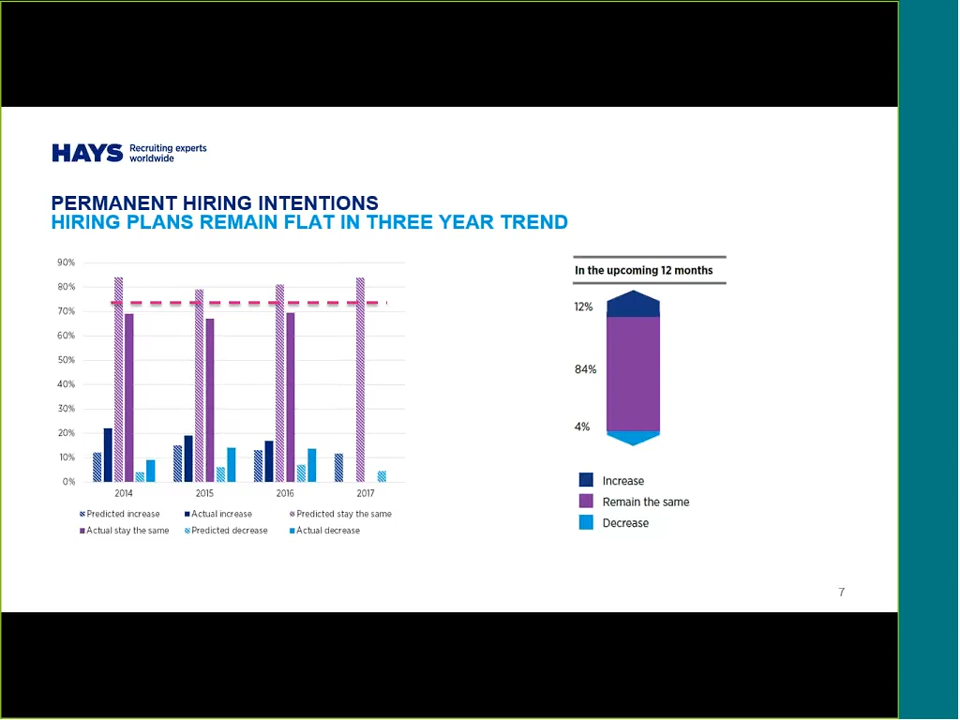 HAYS Recruiting experts
worldwide
PERMANENT HIRING INTENTIONS
HIRING PLANS REMAIN FLAT IN THREE YEAR TREND
90%
80%
70%
60%
50%
40%
30%
20%
10%
0%
2014 2015 2016 2017
Predicted increase Actual increase Predicted stay the same
Actual stay the same Predicted decrease Actual decrease
In the upcoming 12 months
12%
84%
4%
Increase
Remain the same
Decrease
7